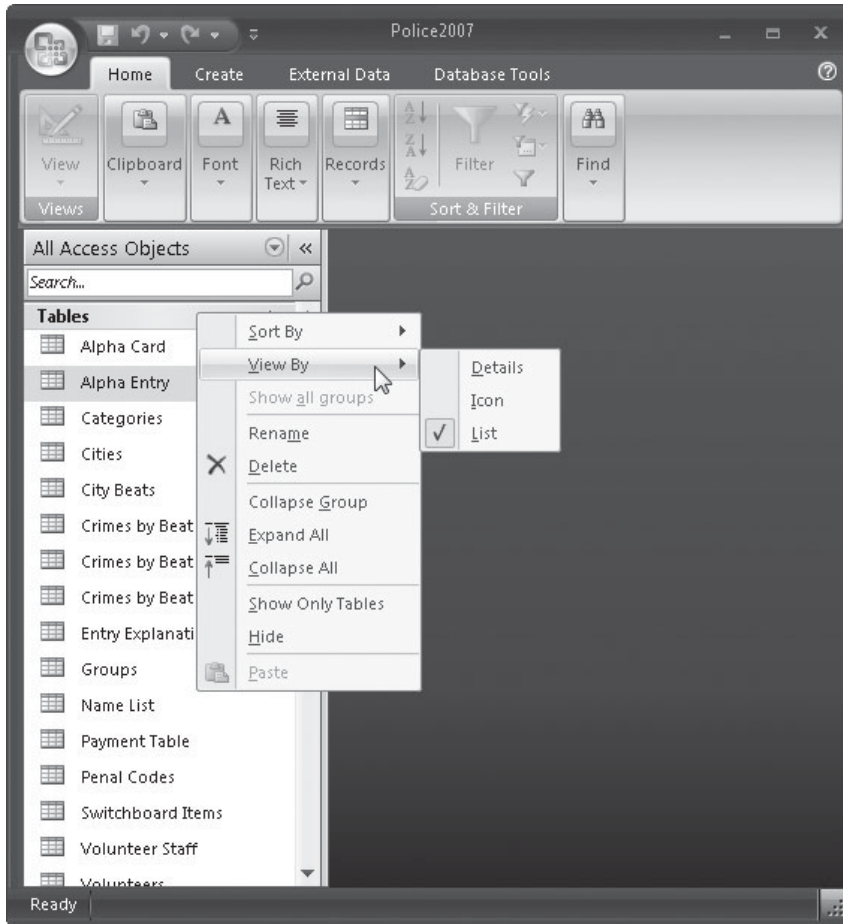 Police2007
Home Create External Data Database Tools
View
Clipboard
Font
Rich Text
Records
Filter
Find
Views
Sort & Filter
All Access Objects
Search...
Tables
Alpha Card
Alpha Entry
Categories
Cities
City Beats
Crimes by Beat
Crimes by Beat
Crimes by Beat
Entry Explanati
Groups
Name List
Payment Table
Penal Codes
Switchboard Items
Volunteer Staff
Volunteers
Sort By
View By
Show all groups
Rename
Delete
Collapse Group
Expand All
Collapse All
Show Only Tables
Hide
Paste
Details
Icon
List
Ready